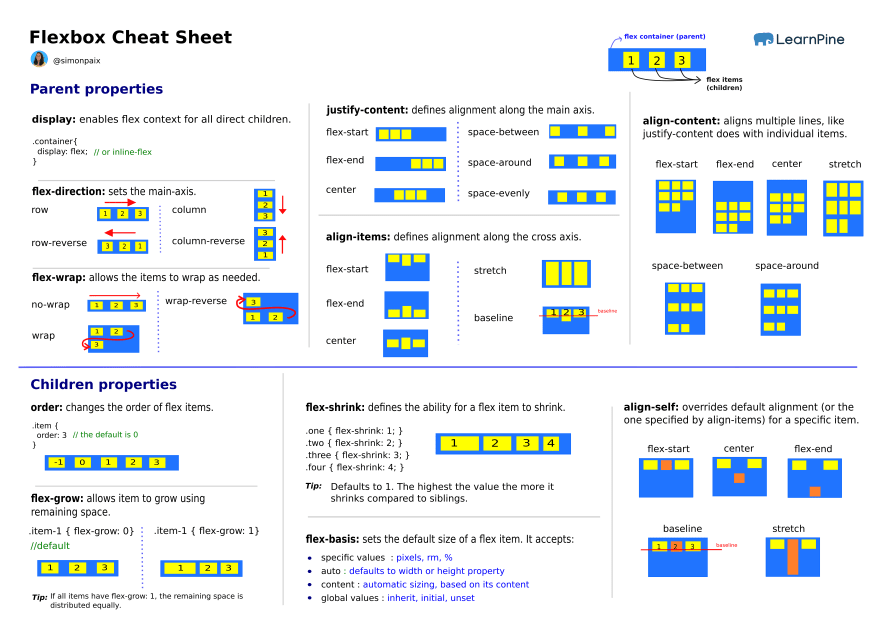 Flexbox Cheat Sheet
@simonpaix
flex container (parent)
1 2 3
flex items
(children)
LearnPine
Parent properties
display: enables flex context for all direct children.
.container{
display: flex; // or inline-flex
}
flex-direction: sets the main-axis.
row
1 2 3
column
1
2
3
row-reverse
3 2 1
column-reverse
3
2
1
flex-wrap: allows the items to wrap as needed.
no-wrap
1 2 3
wrap-reverse
3
1 2
wrap
1 2
3
justify-content: defines alignment along the main axis.
flex-start
space-between
flex-end
space-around
center
space-evenly
align-items: defines alignment along the cross axis.
flex-start
stretch
flex-end
baseline
1 2 3
baseline
center
align-content: aligns multiple lines, like
justify-content does with individual items.
flex-start flex-end center stretch
space-between space-around
Children properties
order: changes the order of flex items.
.item {
order: 3 // the default is 0
}
-1 0 1 2 3
flex-grow: allows item to grow using
remaining space.
.item-1 { flex-grow: 0} .item-1 { flex-grow: 1}
//default
1 2 3
1 2 3
Tip: If all items have flex-grow: 1, the remaining space is
distributed equally.
flex-shrink: defines the ability for a flex item to shrink.
.one { flex-shrink: 1; }
.two { flex-shrink: 2; }
.three { flex-shrink: 3; }
.four { flex-shrink: 4; }
1 2 3 4
Tip: Defaults to 1. The highest the value the more it
shrinks compared to siblings.
flex-basis: sets the default size of a flex item. It accepts:
• specific values : pixels, rm, %
• auto : defaults to width or height property
• content : automatic sizing, based on its content
• global values : inherit, initial, unset
align-self: overrides default alignment (or the
one specified by align-items) for a specific item.
flex-start center flex-end
baseline stretch
1 2 3
baseline